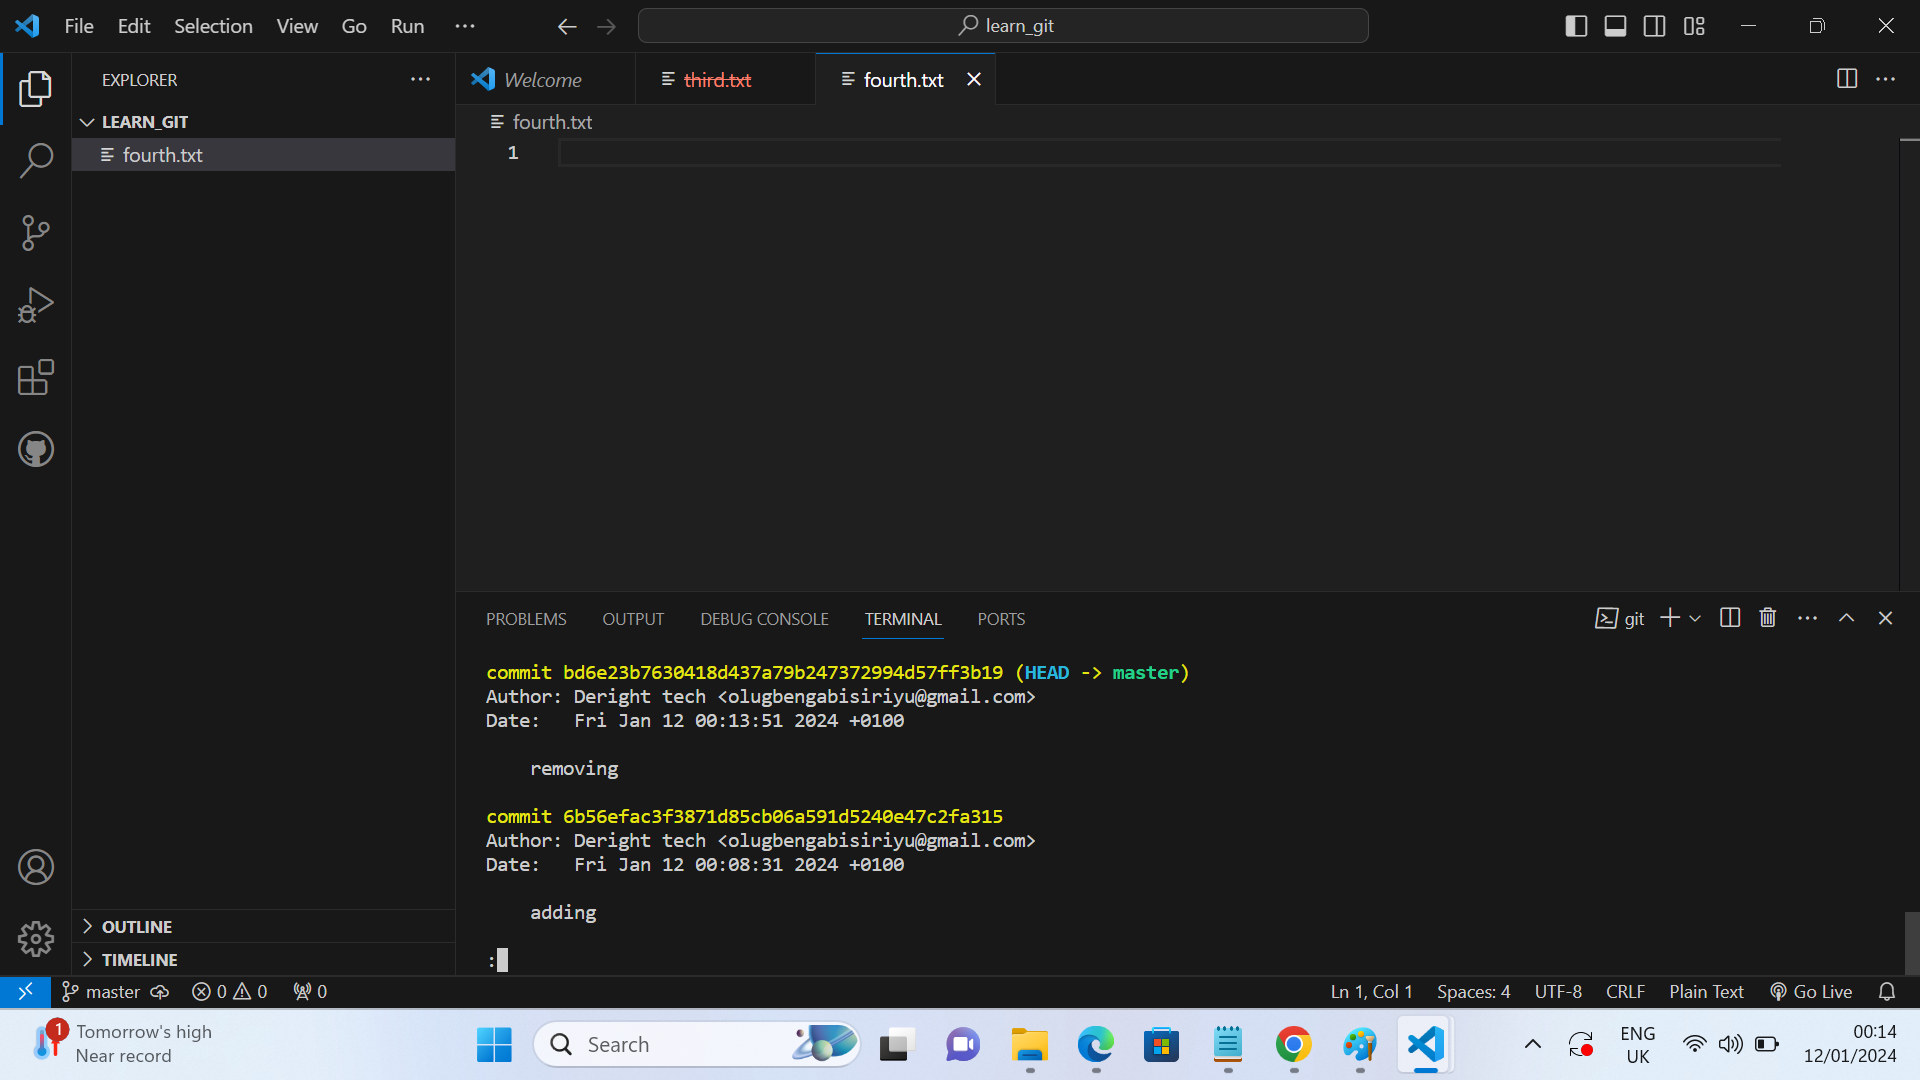 File Edit Selection View Go Run ··· learn_git
EXPLORER ···
Welcome third.txt fourth.txt
LEARN_GIT
fourth.txt
fourth.txt
1
PROBLEMS OUTPUT DEBUG CONSOLE TERMINAL PORTS git
commit bd6e23b7630418d437a79b247372994d57ff3b19 (HEAD -> master)
Author: Deright tech <olugbengabisiriyu@gmail.com>
Date:   Fri Jan 12 00:13:51 2024 +0100
removing
commit 6b56efac3f3871d85cb06a591d5240e47c2fa315
Author: Deright tech <olugbengabisiriyu@gmail.com>
Date:   Fri Jan 12 00:08:31 2024 +0100
adding
:
OUTLINE
TIMELINE
master 0 0 0 Ln 1, Col 1 Spaces: 4 UTF-8 CRLF Plain Text Go Live
1 Tomorrow's high
Near record
Search
ENG
UK
00:14
12/01/2024